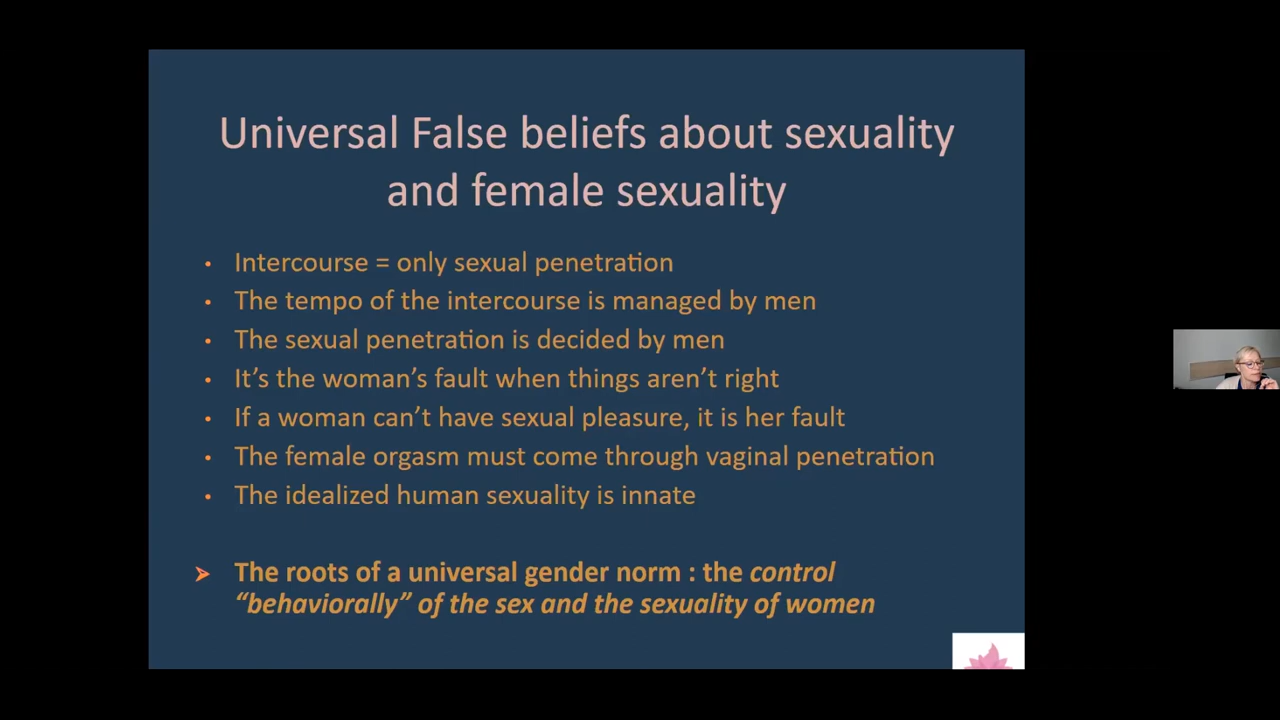 Universal False beliefs about sexuality
and female sexuality
• Intercourse = only sexual penetration
• The tempo of the intercourse is managed by men
• The sexual penetration is decided by men
• It’s the woman’s fault when things aren’t right
• If a woman can’t have sexual pleasure, it is her fault
• The female orgasm must come through vaginal penetration
• The idealized human sexuality is innate
➢ The roots of a universal gender norm : the control
“behaviorally” of the sex and the sexuality of women